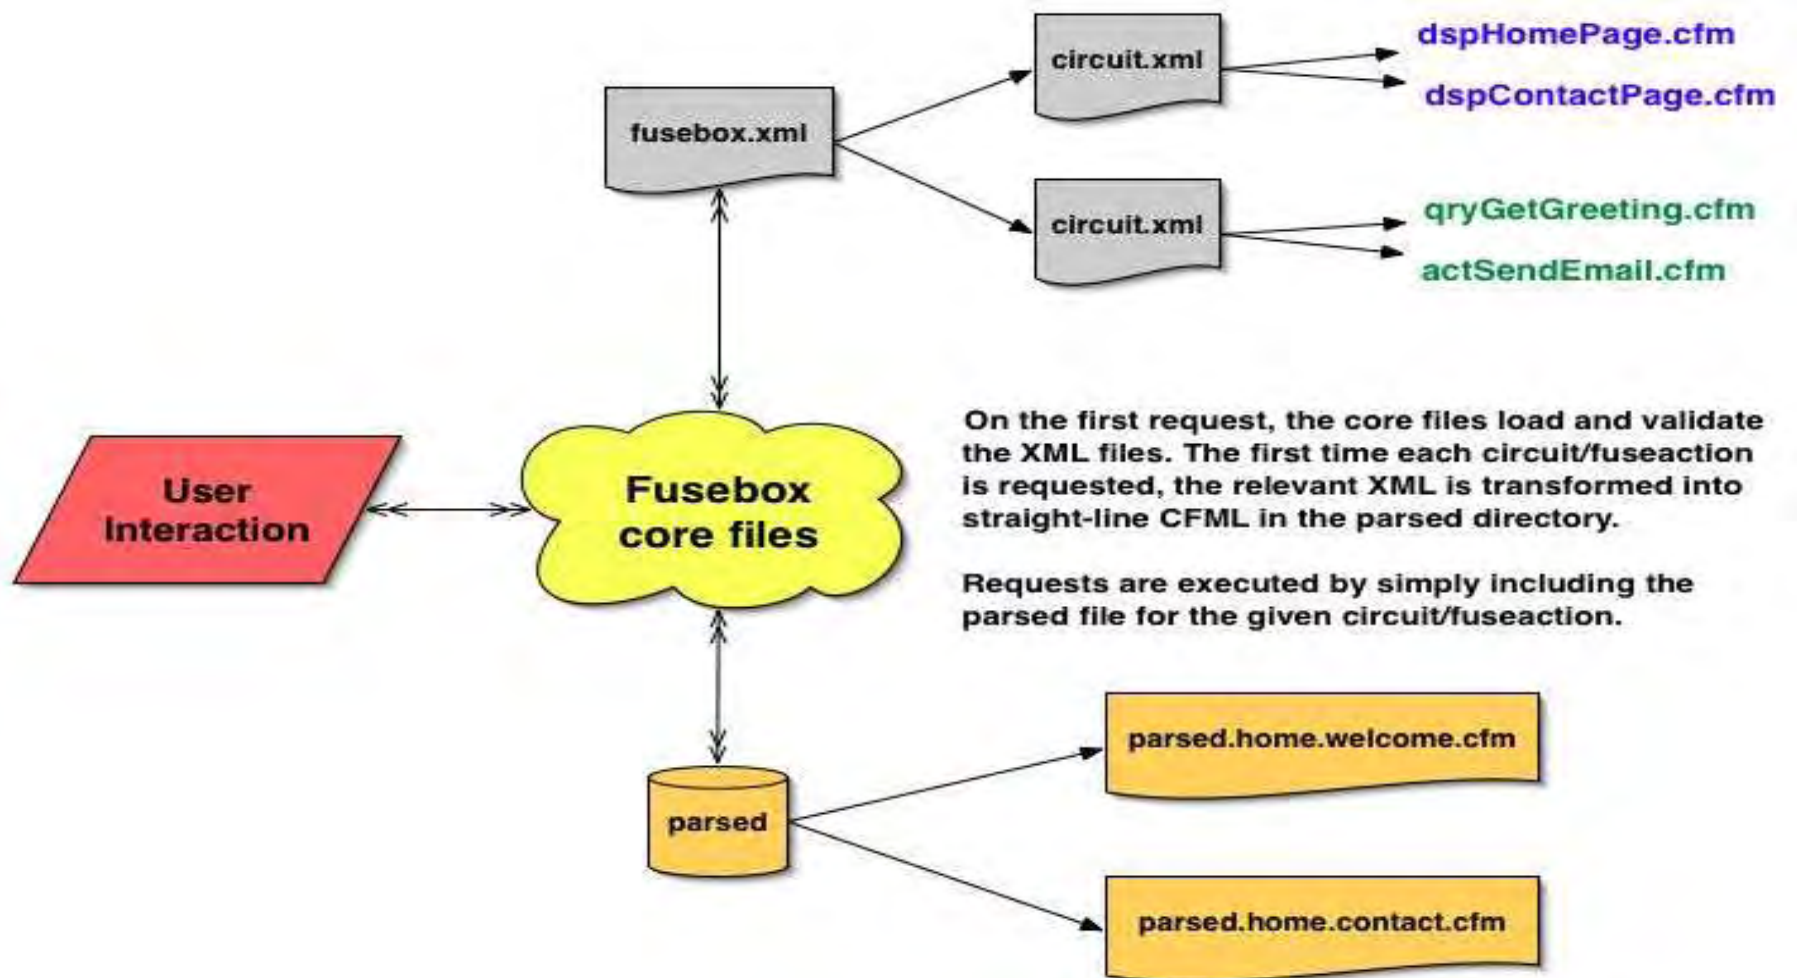 dspHomePage.cfm
circuit.xml
dspContactPage.cfm
fusebox.xml
qryGetGreeting.cfm
circuit.xml
actSendEmail.cfm
On the first request, the core files load and validate
the XML files. The first time each circuit/fuseaction
is requested, the relevant XML is transformed into
straight-line CFML in the parsed directory.
Requests are executed by simply including the
parsed file for the given circuit/fuseaction.
User
Interaction
Fusebox
core files
parsed.home.welcome.cfm
parsed
parsed.home.contact.cfm